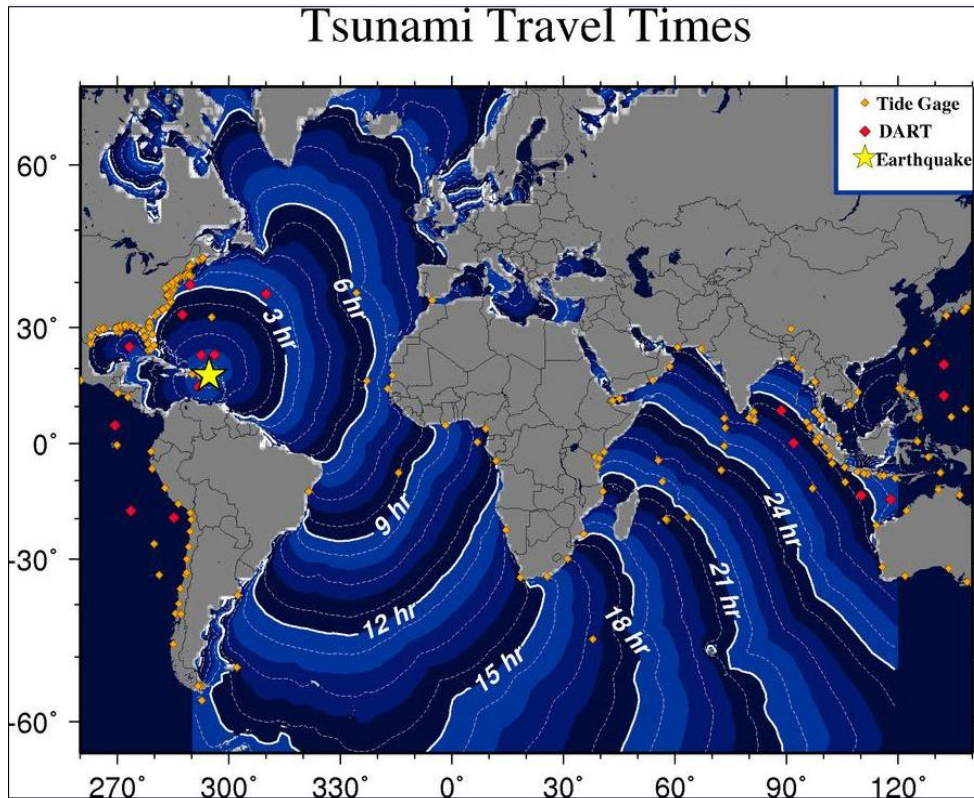 Tsunami Travel Times
Tide Gage
DART
Earthquake
60°
30°
0°
-30°
-60°
3 hr
6 hr
9 hr
12 hr
15 hr
18 hr
21 hr
24 hr
270° 300° 330° 0 30° 60° 90° 120°